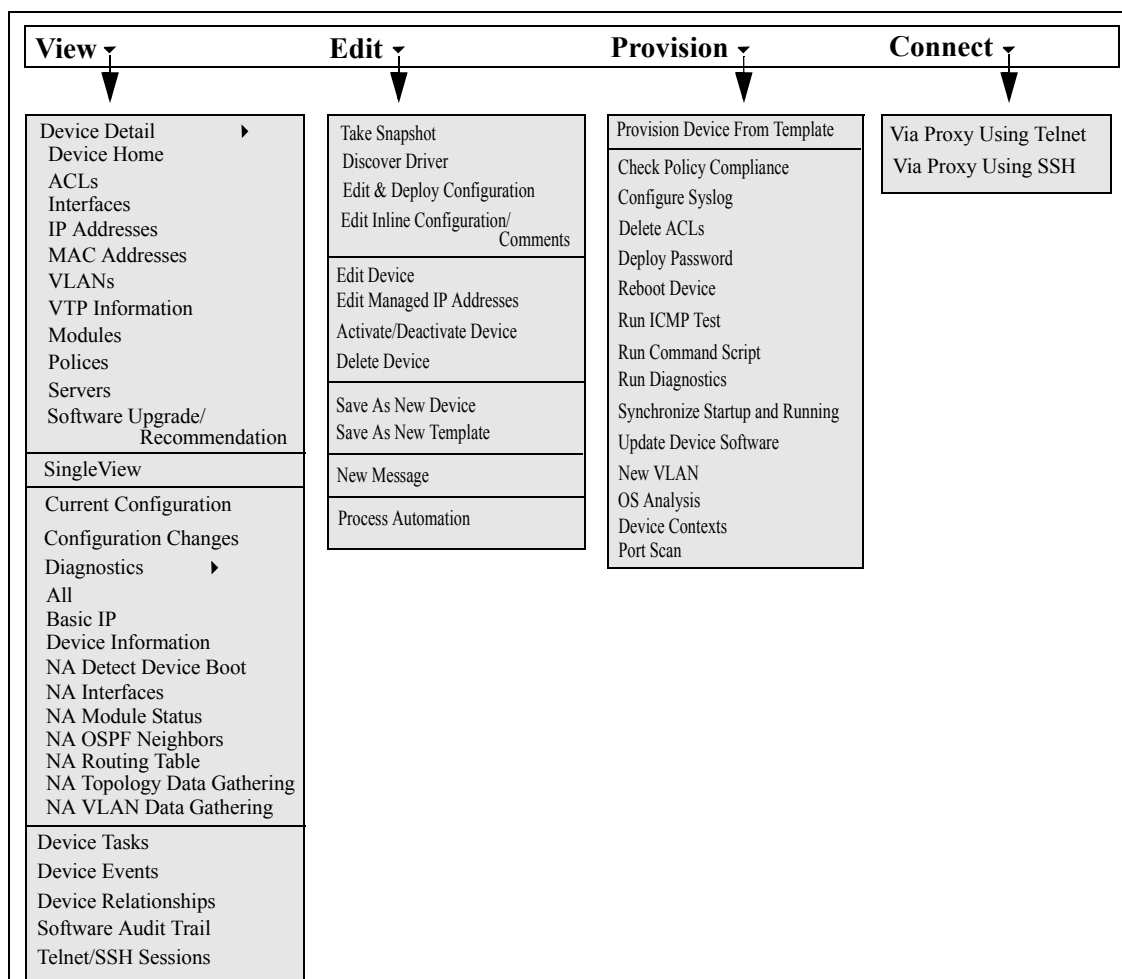 View
Edit
Provision
Connect
Device Detail
Device Home
ACLs
Interfaces
IP Addresses
MAC Addresses
VLANs
VTP Information
Modules
Polices
Servers
Software Upgrade/
Recommendation
SingleView
Current Configuration
Configuration Changes
Diagnostics
All
Basic IP
Device Information
NA Detect Device Boot
NA Interfaces
NA Module Status
NA OSPF Neighbors
NA Routing Table
NA Topology Data Gathering
NA VLAN Data Gathering
Device Tasks
Device Events
Device Relationships
Software Audit Trail
Telnet/SSH Sessions
Take Snapshot
Discover Driver
Edit & Deploy Configuration
Edit Inline Configuration/
Comments
Edit Device
Edit Managed IP Addresses
Activate/Deactivate Device
Delete Device
Save As New Device
Save As New Template
New Message
Process Automation
Provision Device From Template
Check Policy Compliance
Configure Syslog
Delete ACLs
Deploy Password
Reboot Device
Run ICMP Test
Run Command Script
Run Diagnostics
Synchronize Startup and Running
Update Device Software
New VLAN
OS Analysis
Device Contexts
Port Scan
Via Proxy Using Telnet
Via Proxy Using SSH